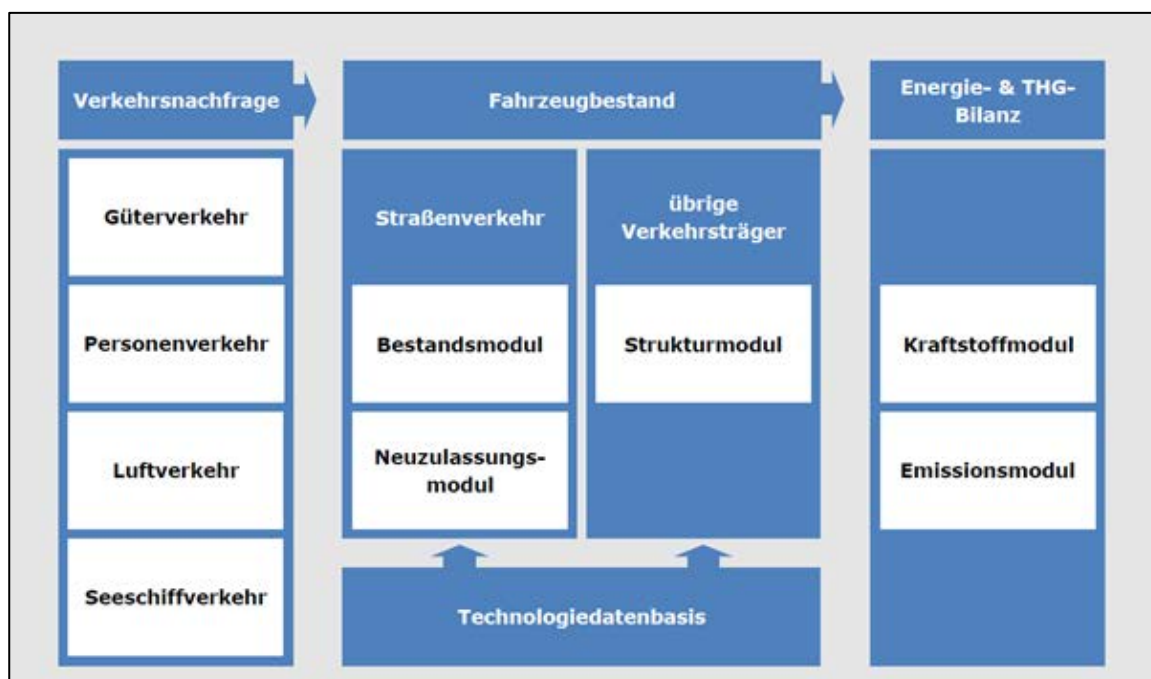 Verkehrsnachfrage
Fahrzeugbestand
Energie- & THG-
Bilanz
Güterverkehr
Personenverkehr
Luftverkehr
Seeschiffverkehr
Straßenverkehr
Bestandsmodul
Neuzulassungs-
modul
übrige
Verkehrsträger
Strukturmodul
Technologiedatenbasis
Kraftstoffmodul
Emissionsmodul